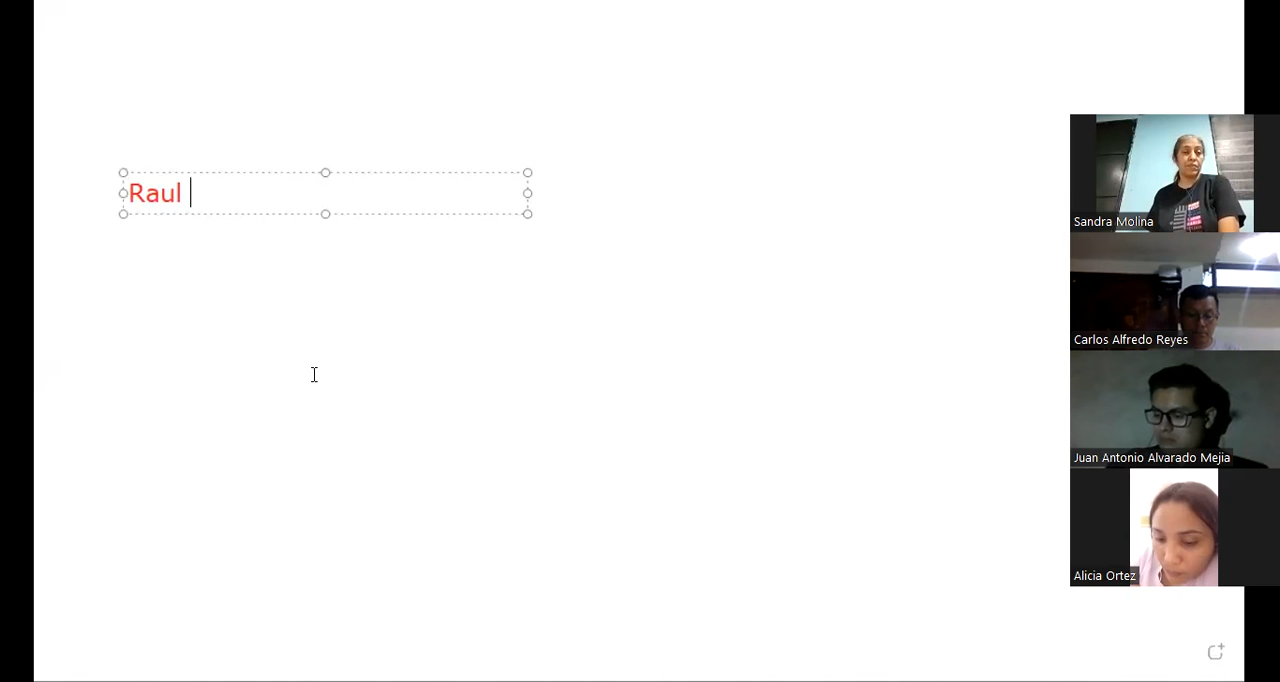 Raul
Sandra Molina
Carlos Alfredo Reyes
Juan Antonio Alvarado Mejia
Alicia Ortez